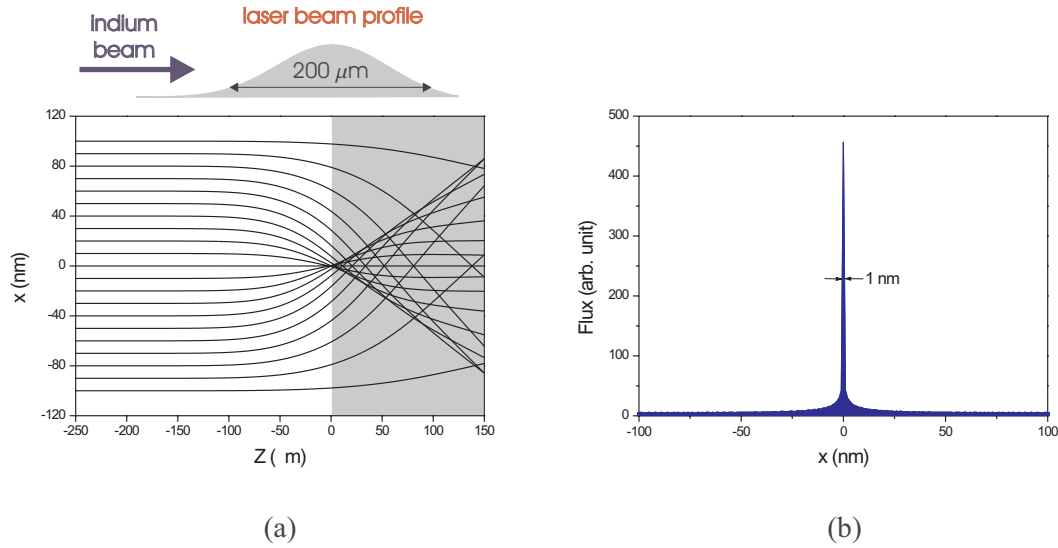 indium
beam
laser beam profile
200 μm
120
80
40
0
-40
-80
-120
x (nm)
-250 -200 -150 -100 -50 0 50 100 150
Z ( m)
(a)
500
400
300
200
100
0
Flux (arb. unit)
1 nm
-100 -50 0 50 100
x (nm)
(b)